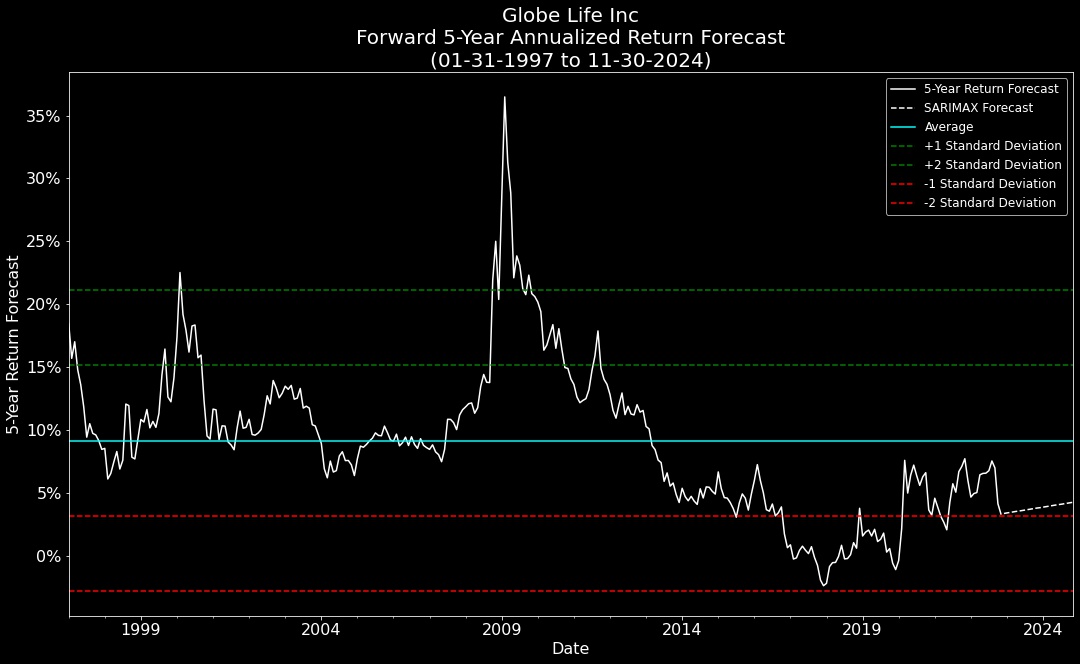 Globe Life Inc
Forward 5-Year Annualized Return Forecast
(01-31-1997 to 11-30-2024)
5-Year Return Forecast
SARIMAX Forecast
Average
+1 Standard Deviation
+2 Standard Deviation
-1 Standard Deviation
-2 Standard Deviation
5-Year Return Forecast
35%
30%
25%
20%
15%
10%
5%
0%
1999
2004
2009
2014
2019
2024
Date